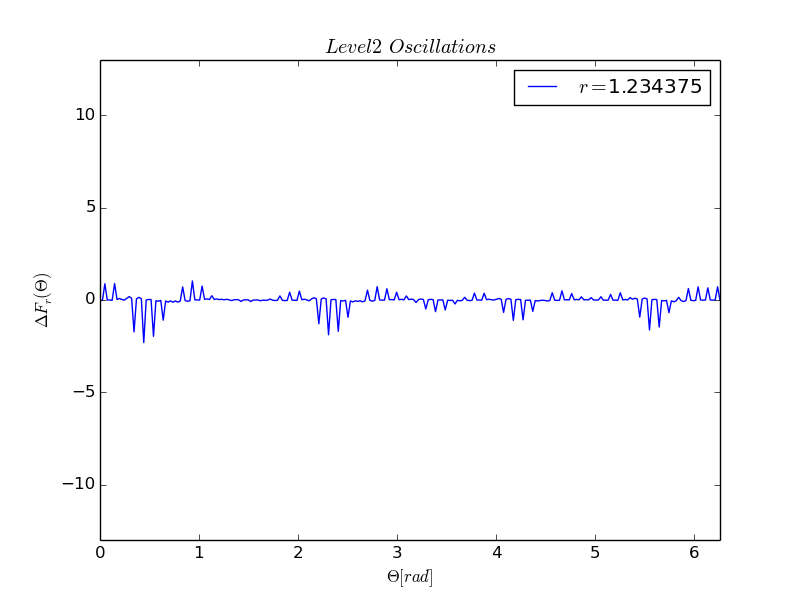 Level2 Oscillations
r=1.234375
10
5
0
−5
−10
ΔF_r(Θ)
0 1 2 3 4 5 6
Θ[rad]